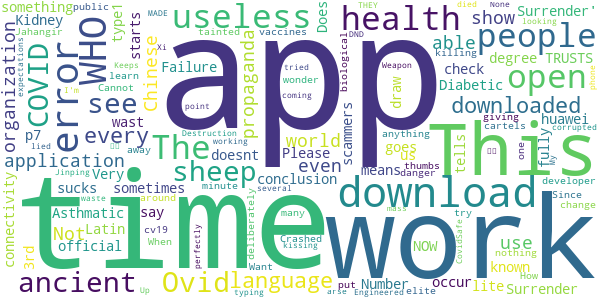 app
time
work
This
download
useless
health
people
WHO
error
COVID
open
organization
Kidney
something
Jahangir
expectations
public
type1
MADE
around
Xi
THEY
died
None
tainted
vaccines
DND
biological
Does
able
show
Surrender'
degree
TRUSTS
Diabetic
check
killing
Weapon
learn
Keeps
I'm
looking
Cannot
starts
Failure
propaganda
Chinese
tried
wonder
coming
draw
point
downloaded
cartels
huawei
phone
see
every
p7
lied
wast
The
world
scammers
tells
anything
giving
one
My
corrupted
application
away
Destruction
working
doesnt
goes
us
thumbs
danger
fully
developer
Please
even
means
connectivity
sucks
sometimes
Very
sheep
conclusion
minute
several
Jinping
waste
Asthmatic
say
Not
official
Latin
When
cv19
perfectly
Crashed
kissing
Want
many
deliberately
mass
Since
change
NOW
use
try
CovidSafe
nothing
How
3rd
ancient
Ovid
language
put
Number
occur
known
lite
Up
typing
arse
Engineered
elite
Surrender